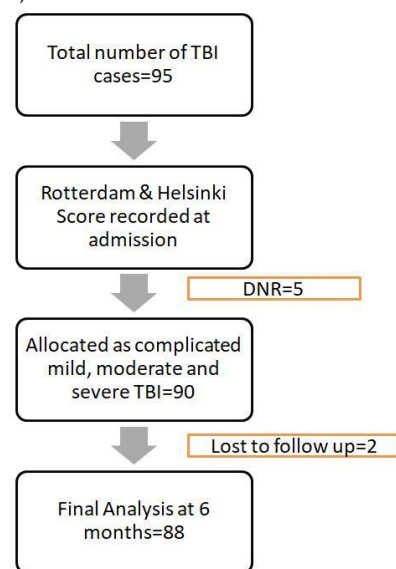 Total number of TBI
cases=95
Rotterdam & Helsinki
Score recorded at
admission
DNR=5
Allocated as complicated
mild, moderate and
severe TBI=90
Lost to follow up=2
Final Analysis at 6
months=88